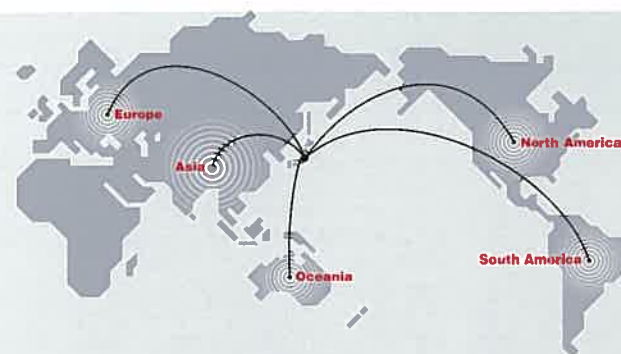 Europe
Asia
North America
South America
Oceania